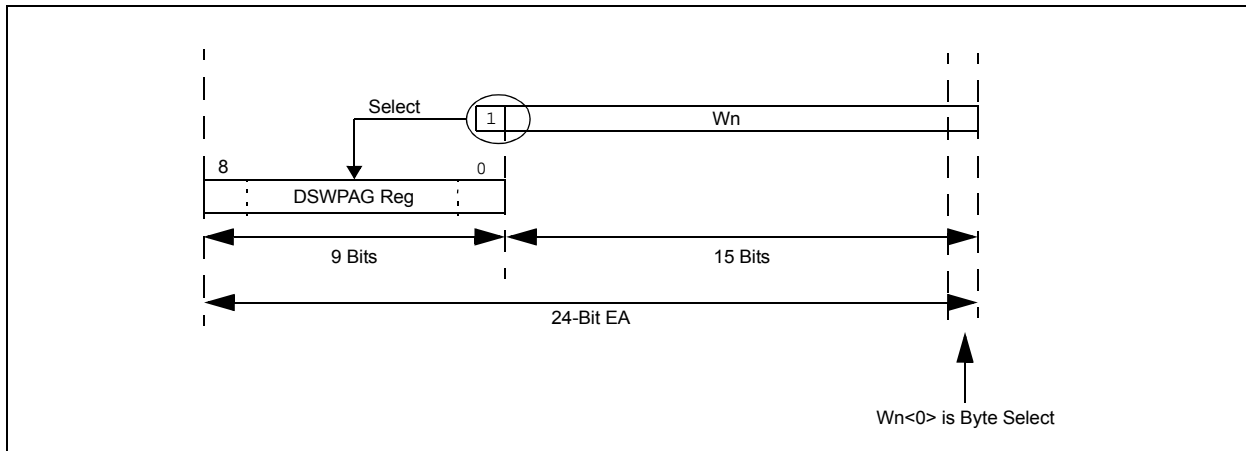 Select
1
Wn
8
0
DSWPAG Reg
9 Bits
15 Bits
24-Bit EA
Wn<0> is Byte Select